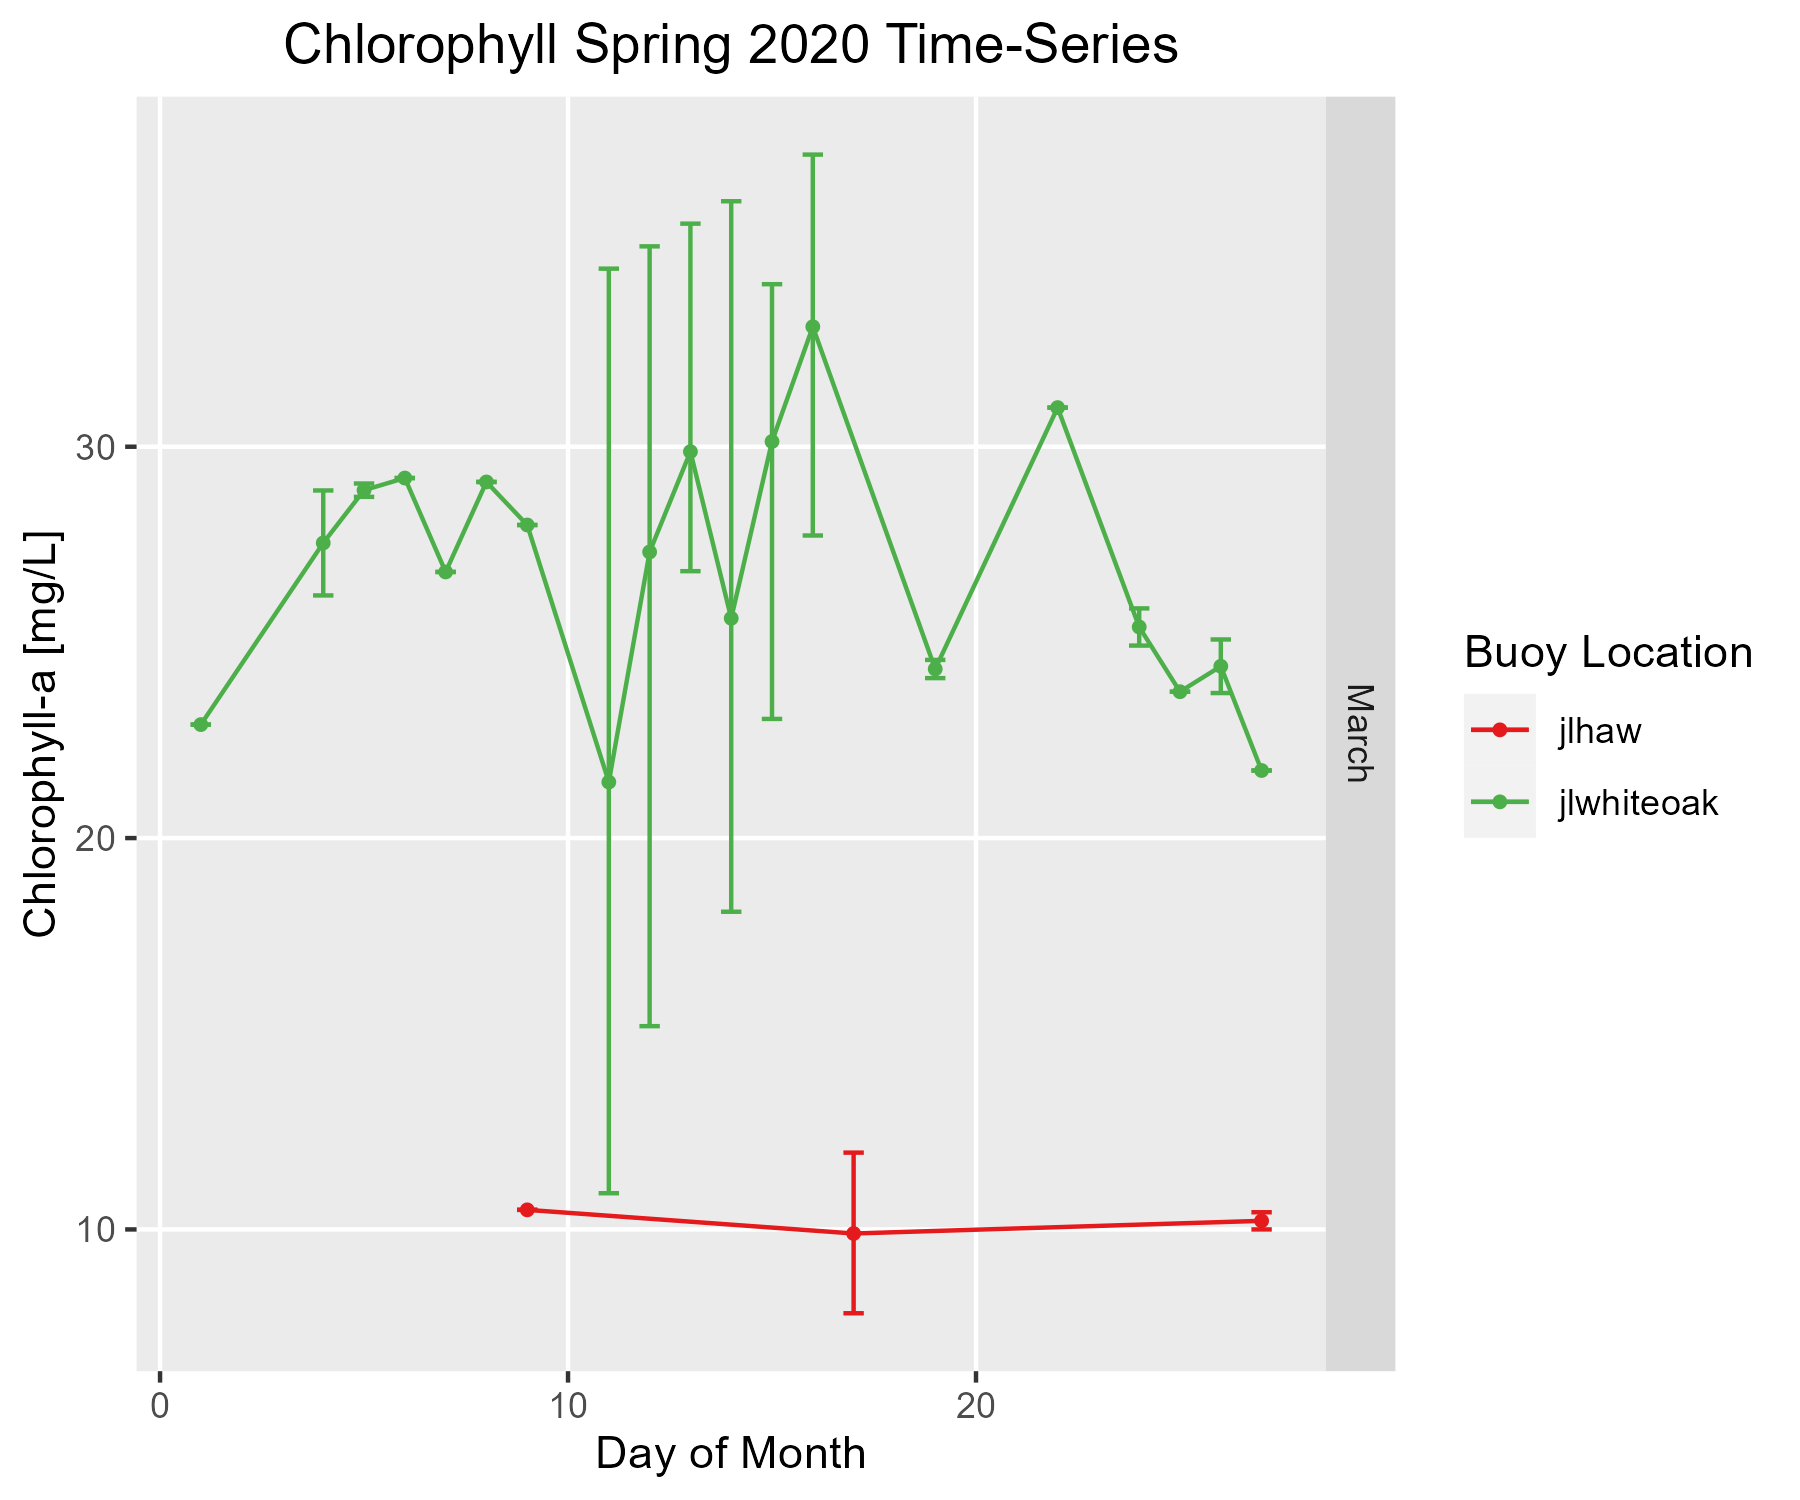 Chlorophyll Spring 2020 Time-Series
Chlorophyll-a [mg/L]
30
20
10
0
10
20
Day of Month
March
Buoy Location
jlhaw
jlwhiteoak